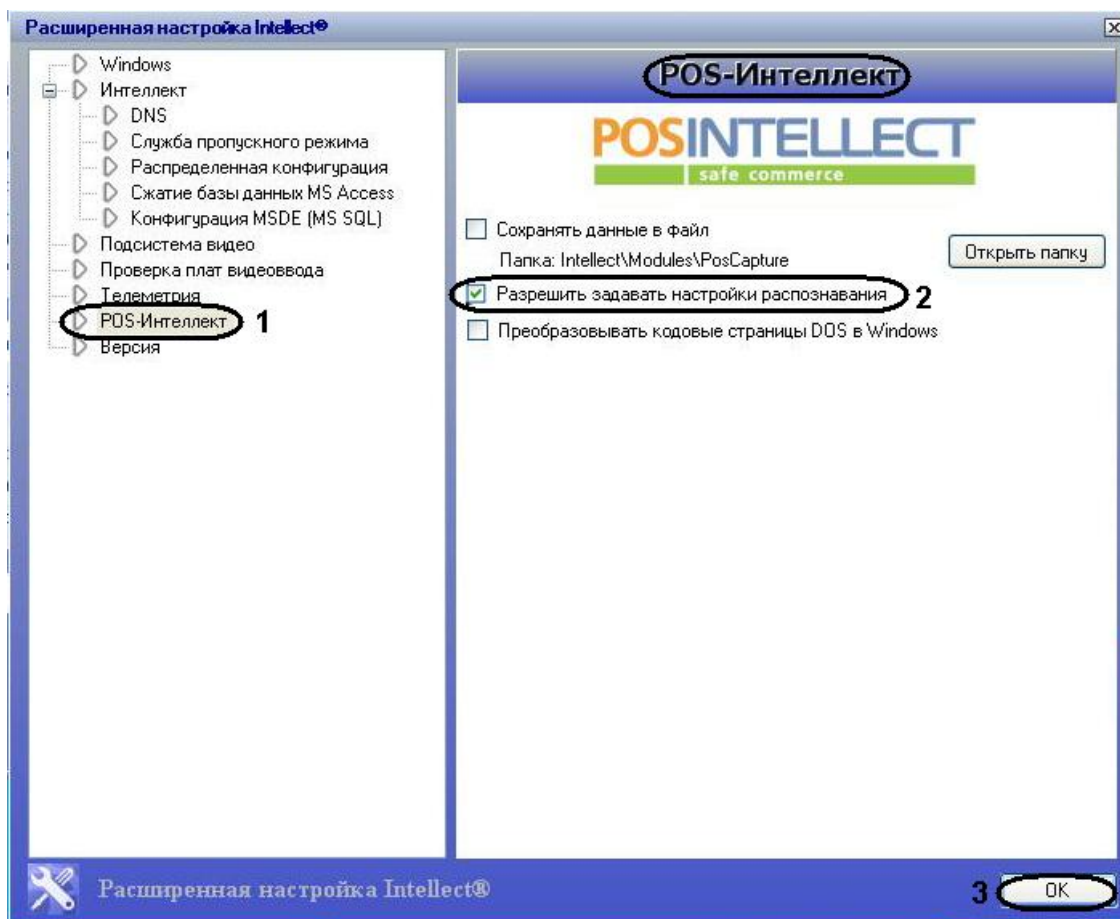 Расширенная настройка Intellect®
Windows
Интеллект
DNS
Служба пропускного режима
Распределенная конфигурация
Сжатие базы данных MS Access
Конфигурация MSDE (MS SQL)
Подсистема видео
Проверка плат видеоввода
Телеметрия
POS-Интеллект 1
Версия
POS-Интеллект
POSINTELLECT
safe commerce
Сохранять данные в файл
Папка: Intellect\Modules\PosCapture
Открыть папку
Разрешить задавать настройки распознавания 2
Преобразовывать кодовые страницы DOS в Windows
Расширенная настройка Intellect®
3 OK